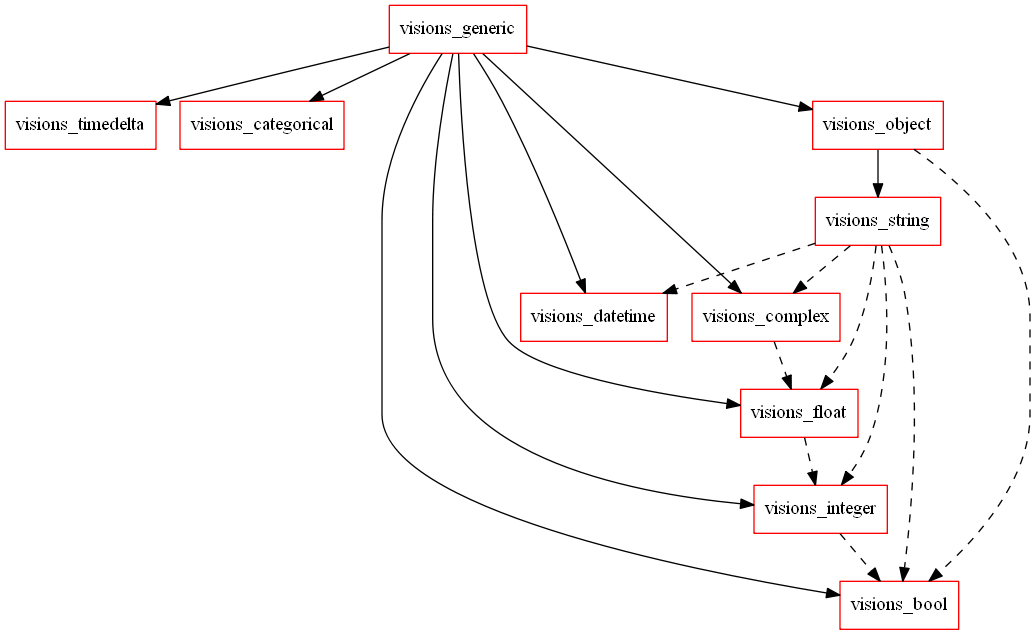 visions_generic
visions_timedelta
visions_categorical
visions_object
visions_string
visions_datetime
visions_complex
visions_float
visions_integer
visions_bool